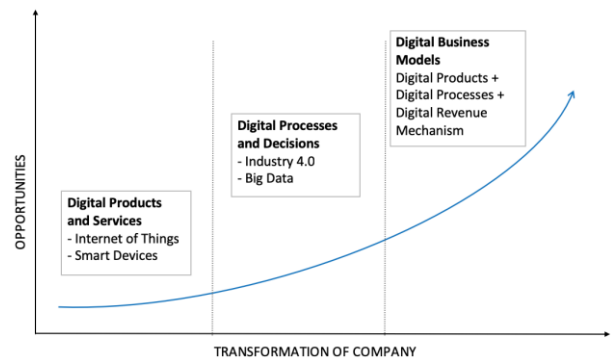 Digital Business
Models
Digital Products +
Digital Processes +
Digital Revenue
Mechanism
Digital Processes
and Decisions
- Industry 4.0
- Big Data
Digital Products
and Services
- Internet of Things
- Smart Devices
OPPORTUNITIES
TRANSFORMATION OF COMPANY